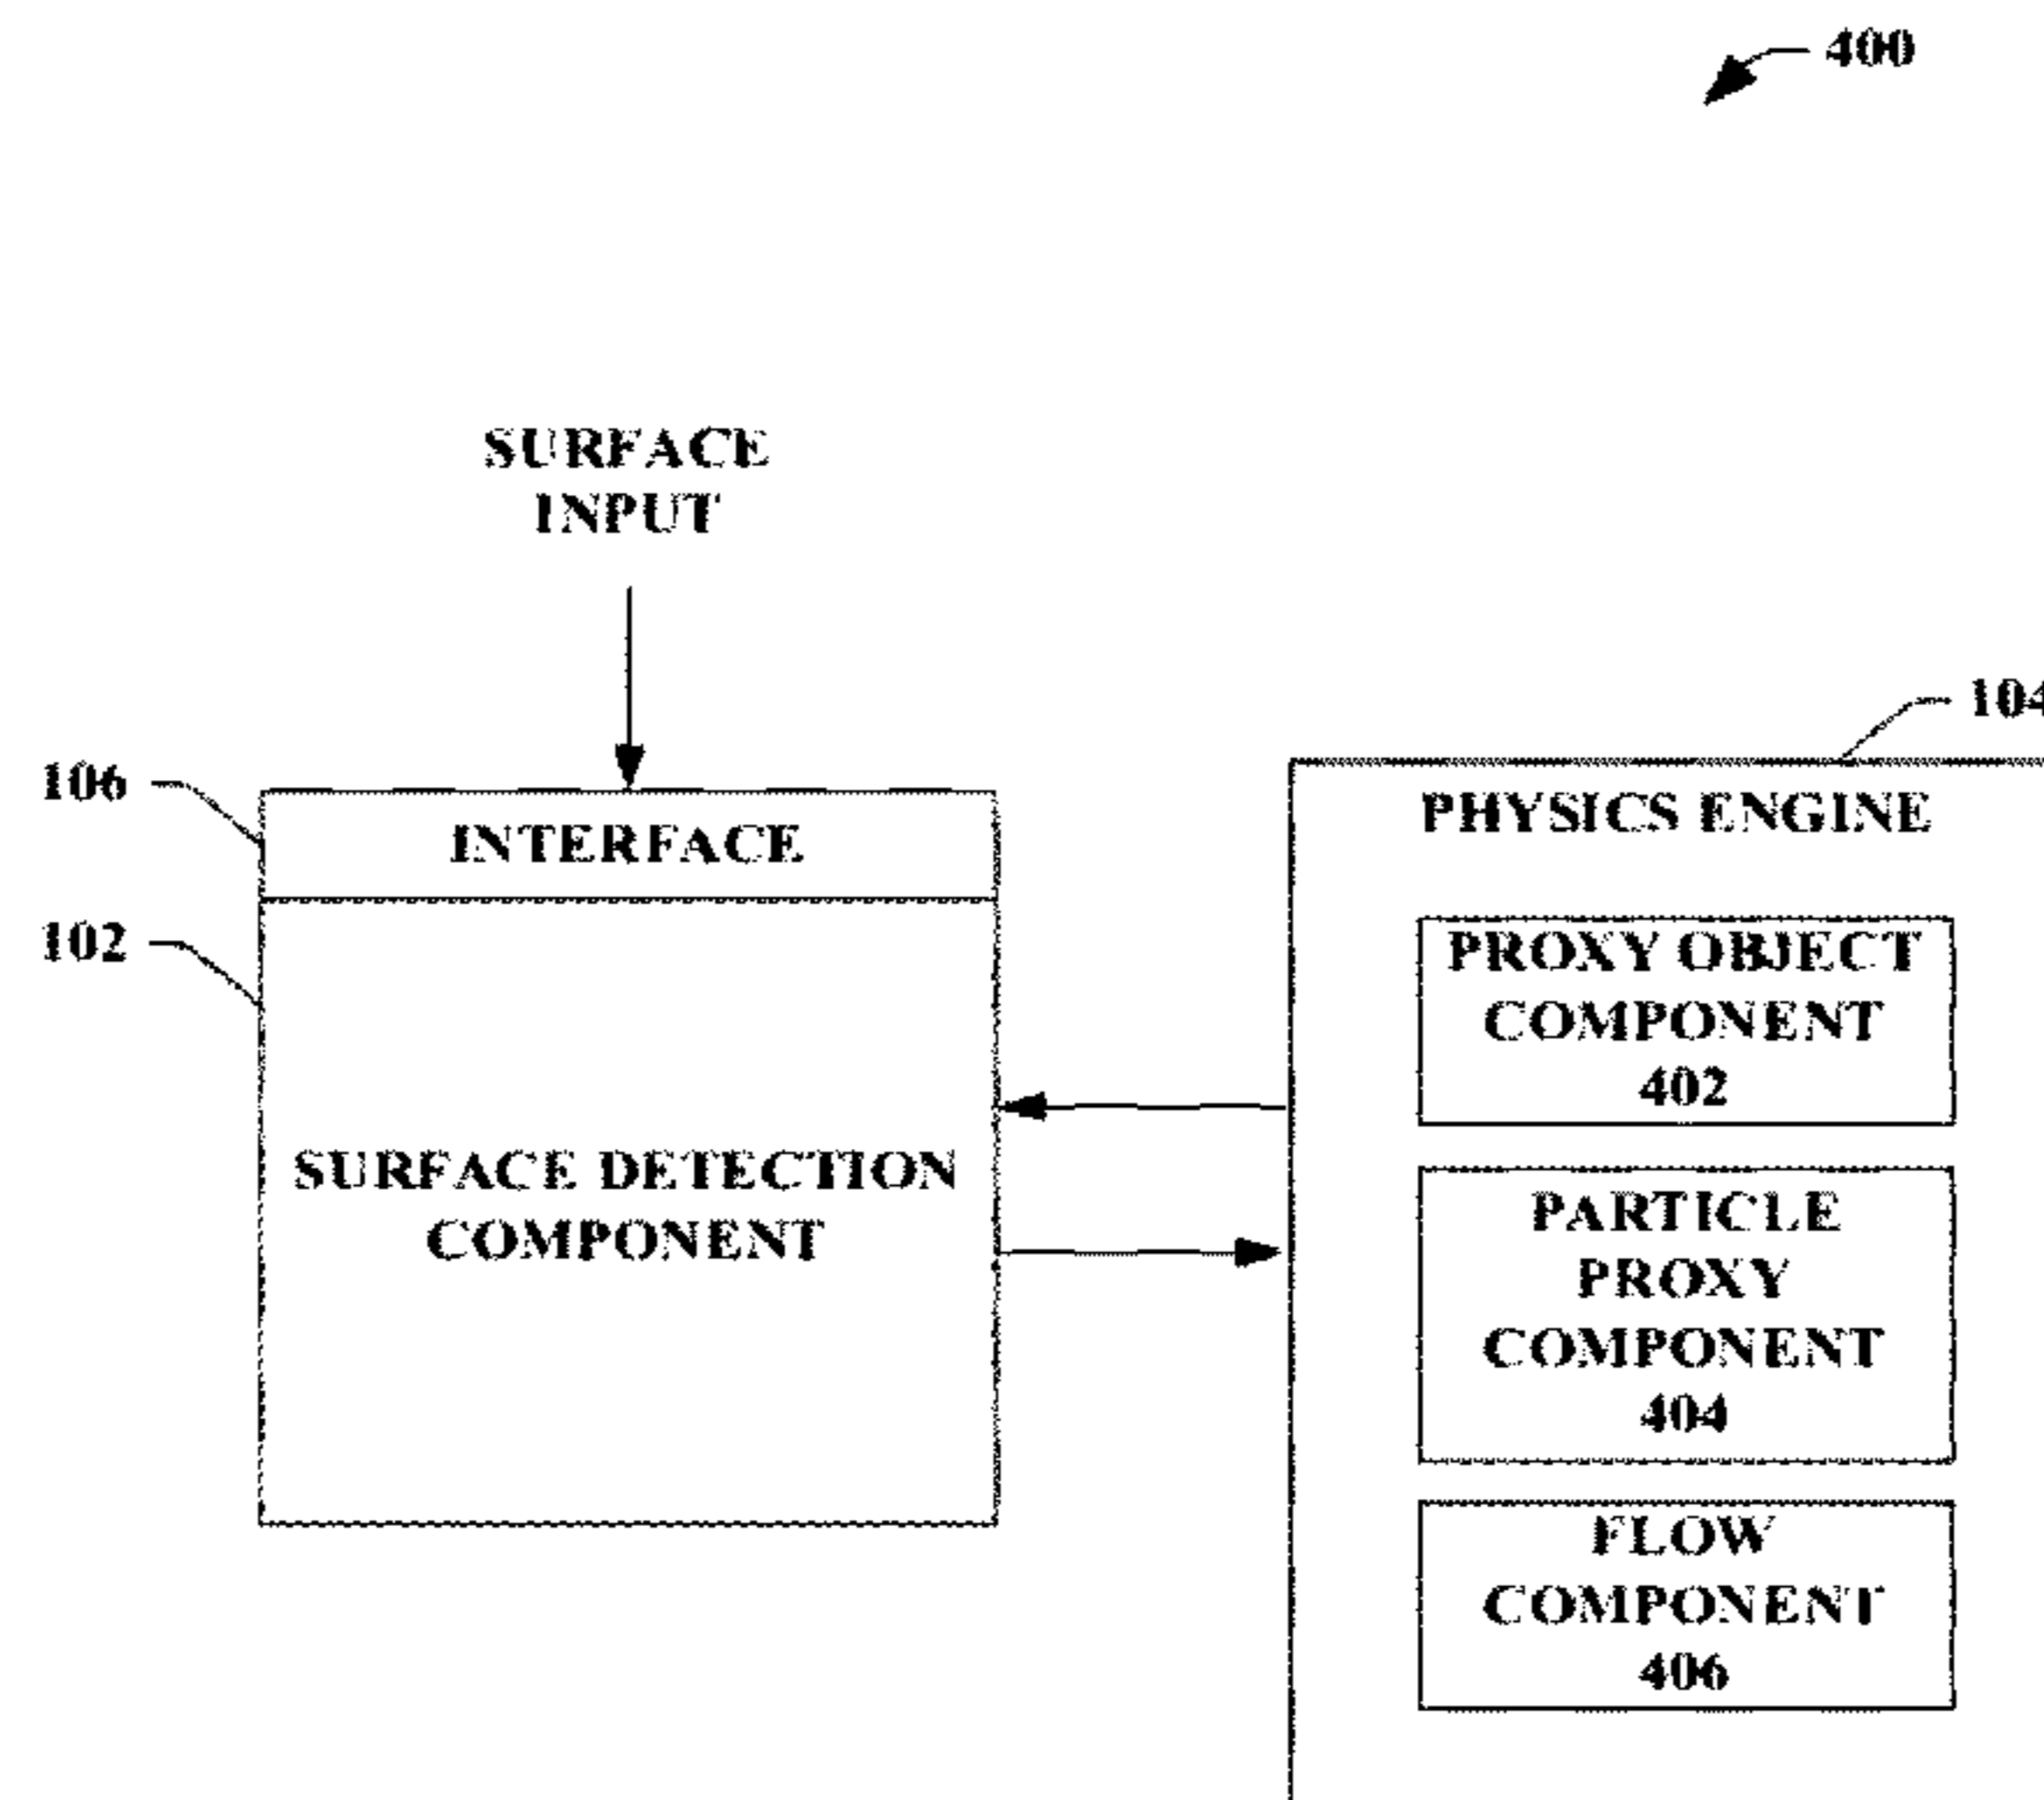 400
SURFACE
INPUT
104
106
INTERFACE
PHYSICS ENGINE
102
PROXY OBJECT
COMPONENT
402
SURFACE DETECTION
COMPONENT
PARTICLE
PROXY
COMPONENT
404
FLOW
COMPONENT
406